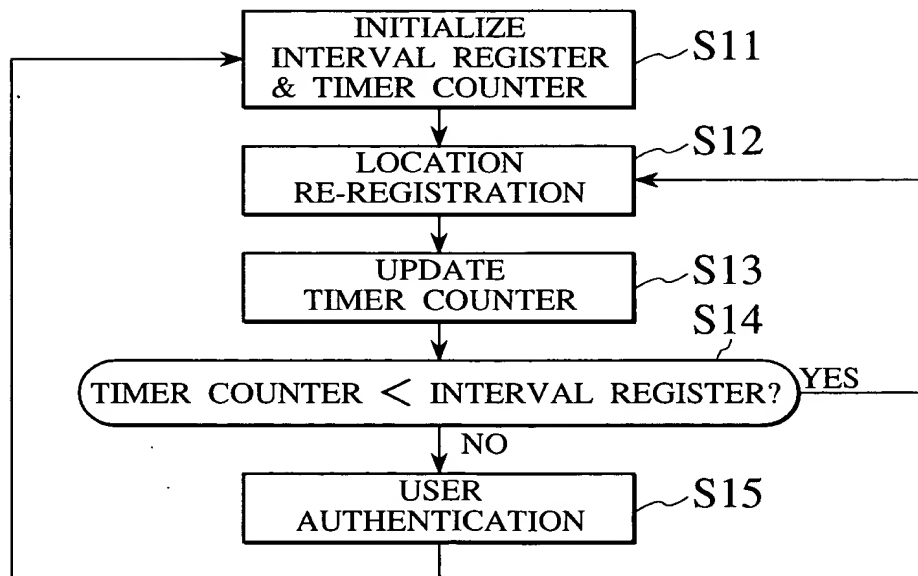 INITIALIZE
INTERVAL REGISTER
& TIMER COUNTER
S11
LOCATION
RE-REGISTRATION
S12
UPDATE
TIMER COUNTER
S13
S14
TIMER COUNTER < INTERVAL REGISTER?
YES
NO
USER
AUTHENTICATION
S15